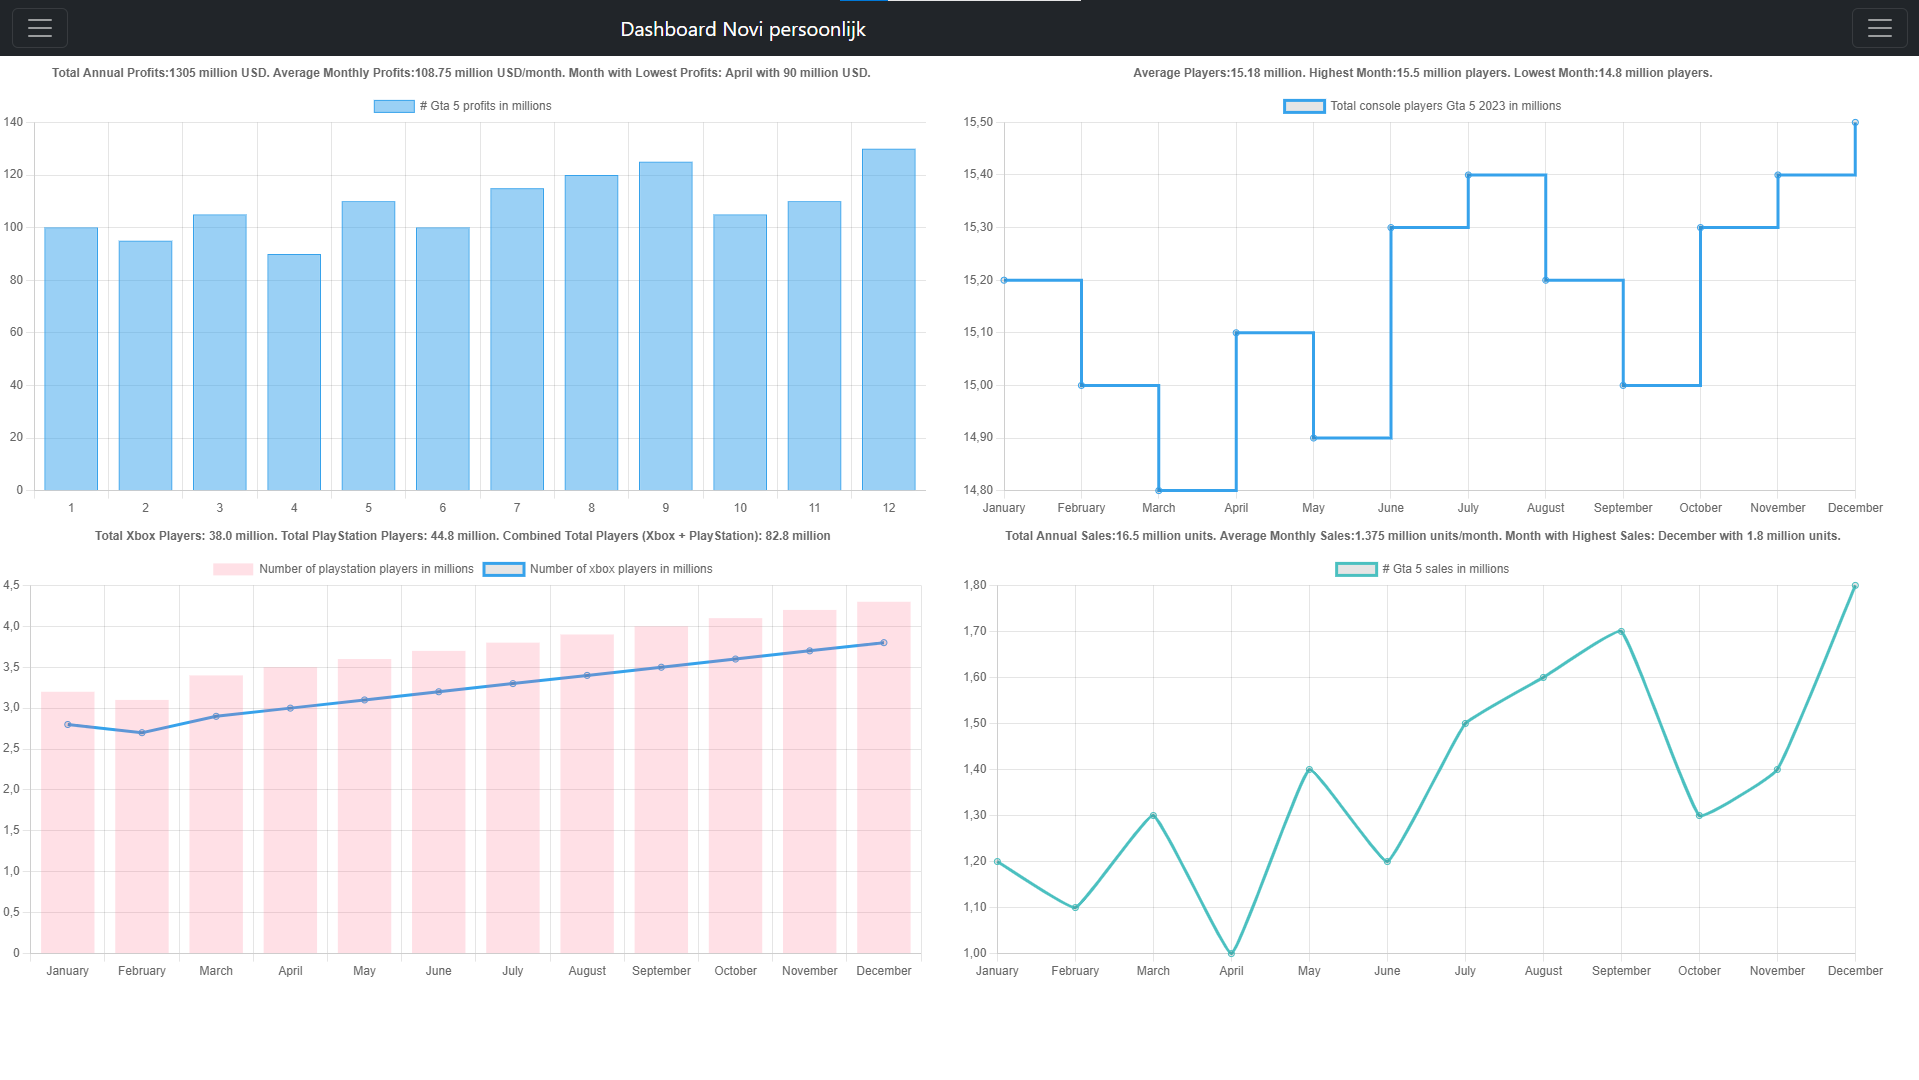 Dashboard Novi persoonlijk
Total Annual Profits:1305 million USD. Average Monthly Profits:108.75 million USD/month. Month with Lowest Profits: April with 90 million USD.
# Gta 5 profits in millions
140
120
100
80
60
40
20
0
1 2 3 4 5 6 7 8 9 10 11 12
Average Players:15.18 million. Highest Month:15.5 million players. Lowest Month:14.8 million players.
Total console players Gta 5 2023 in millions
15,50
15,40
15,30
15,20
15,10
15,00
14,90
14,80
January February March April May June July August September October November December
Total Xbox Players: 38.0 million. Total PlayStation Players: 44.8 million. Combined Total Players (Xbox + PlayStation): 82.8 million
Number of playstation players in millions Number of xbox players in millions
4,5
4,0
3,5
3,0
2,5
2,0
1,5
1,0
0,5
0
January February March April May June July August September October November December
Total Annual Sales:16.5 million units. Average Monthly Sales:1.375 million units/month. Month with Highest Sales: December with 1.8 million units.
# Gta 5 sales in millions
1,80
1,70
1,60
1,50
1,40
1,30
1,20
1,10
1,00
January February March April May June July August September October November December